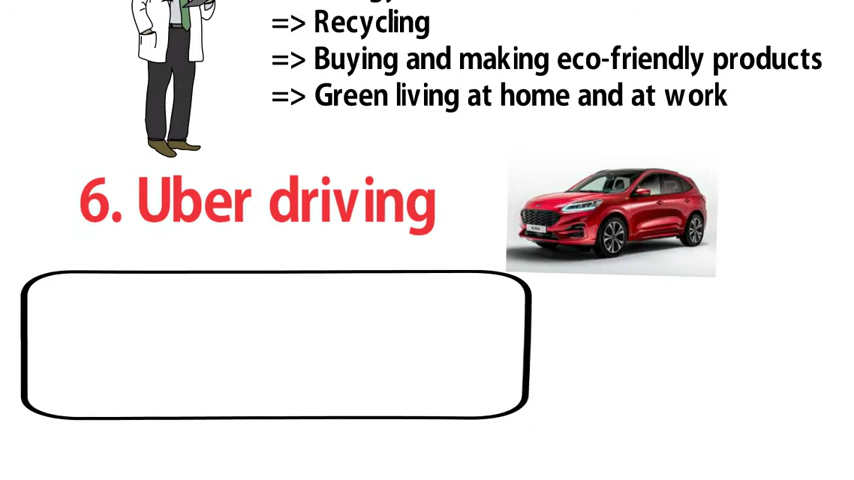 => Recycling
=> Buying and making eco-friendly products
=> Green living at home and at work
6. Uber driving